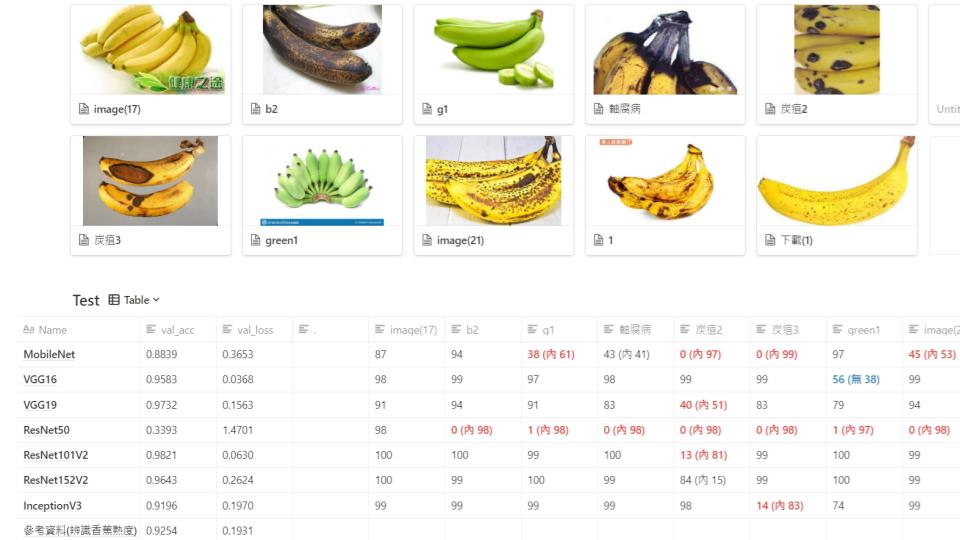 健康之途
image(17)
b2
g1
軸腐病
炭疽2
炭疽3
green1
image(21)
1
下載(1)
Test Table
Aa Name val_acc val_loss . image(17) b2 g1 軸腐病 炭疽2 炭疽3 green1
MobileNet 0.8839 0.3653 87 94 38 (內 61) 43 (內 41) 0 (內 97) 0 (內 99) 97 45 (內 53)
VGG16 0.9583 0.0368 98 99 97 98 99 99 56 (無 38) 99
VGG19 0.9732 0.1563 91 94 91 83 40 (內 51) 83 79 94
ResNet50 0.3393 1.4701 98 0 (內 98) 1 (內 98) 0 (內 98) 0 (內 98) 0 (內 98) 1 (內 97) 0 (內 98)
ResNet101V2 0.9821 0.0630 100 100 99 100 13 (內 81) 99 100 99
ResNet152V2 0.9643 0.2624 100 99 100 99 84 (內 15) 99 100 99
InceptionV3 0.9196 0.1970 99 99 99 99 98 14 (內 83) 74 99
參考資料(辨識香蕉熟度) 0.9254 0.1931